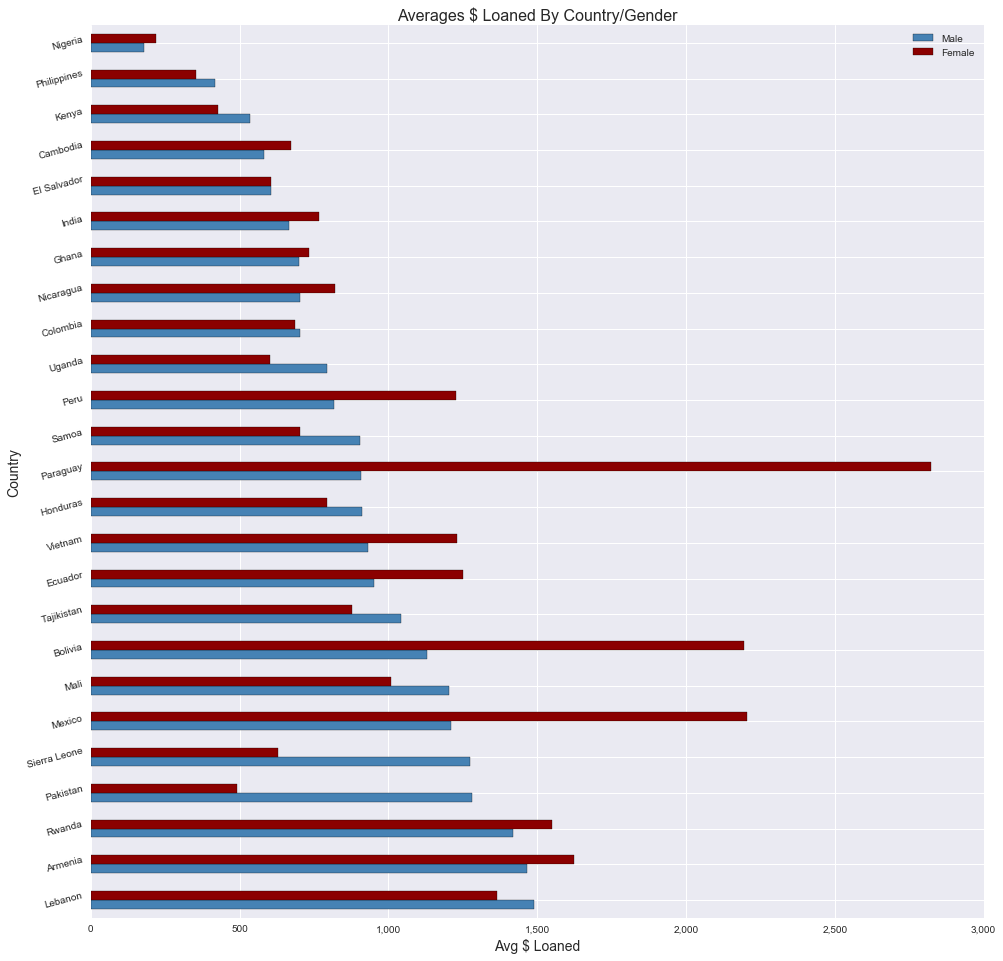 Averages $ Loaned By Country/Gender
Male
Female
Nigeria
Philippines
Kenya
Cambodia
El Salvador
India
Ghana
Nicaragua
Colombia
Uganda
Peru
Samoa
Paraguay
Honduras
Vietnam
Ecuador
Tajikistan
Bolivia
Mali
Mexico
Sierra Leone
Pakistan
Rwanda
Armenia
Lebanon
Country
0 500 1,000 1,500 2,000 2,500 3,000
Avg $ Loaned